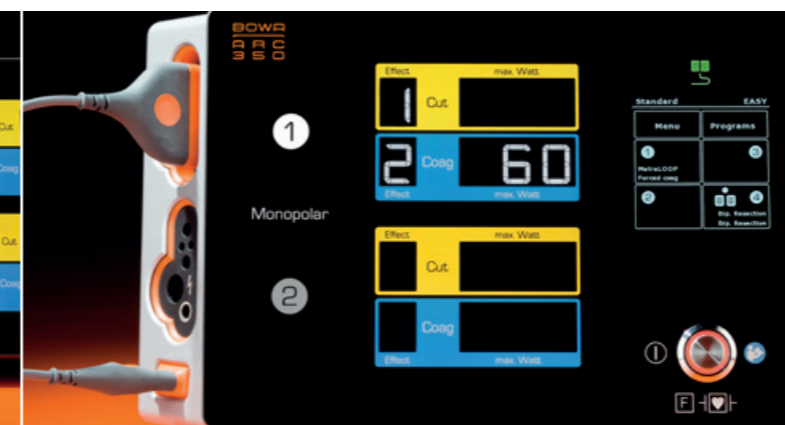 BOWA
ARC
350
Effect
max. Watt
1
Cut
1
2
Coag
60
Effect
max. Watt
Monopolar
Effect
max. Watt
Cut
2
Coag
Effect
max. Watt
Cut
Coag
Cut
Coag
Standard EASY
Menu Programs
1 3
MetraLOOP
Forced coag
2 4
Bip. Resection
Bip. Resection
F